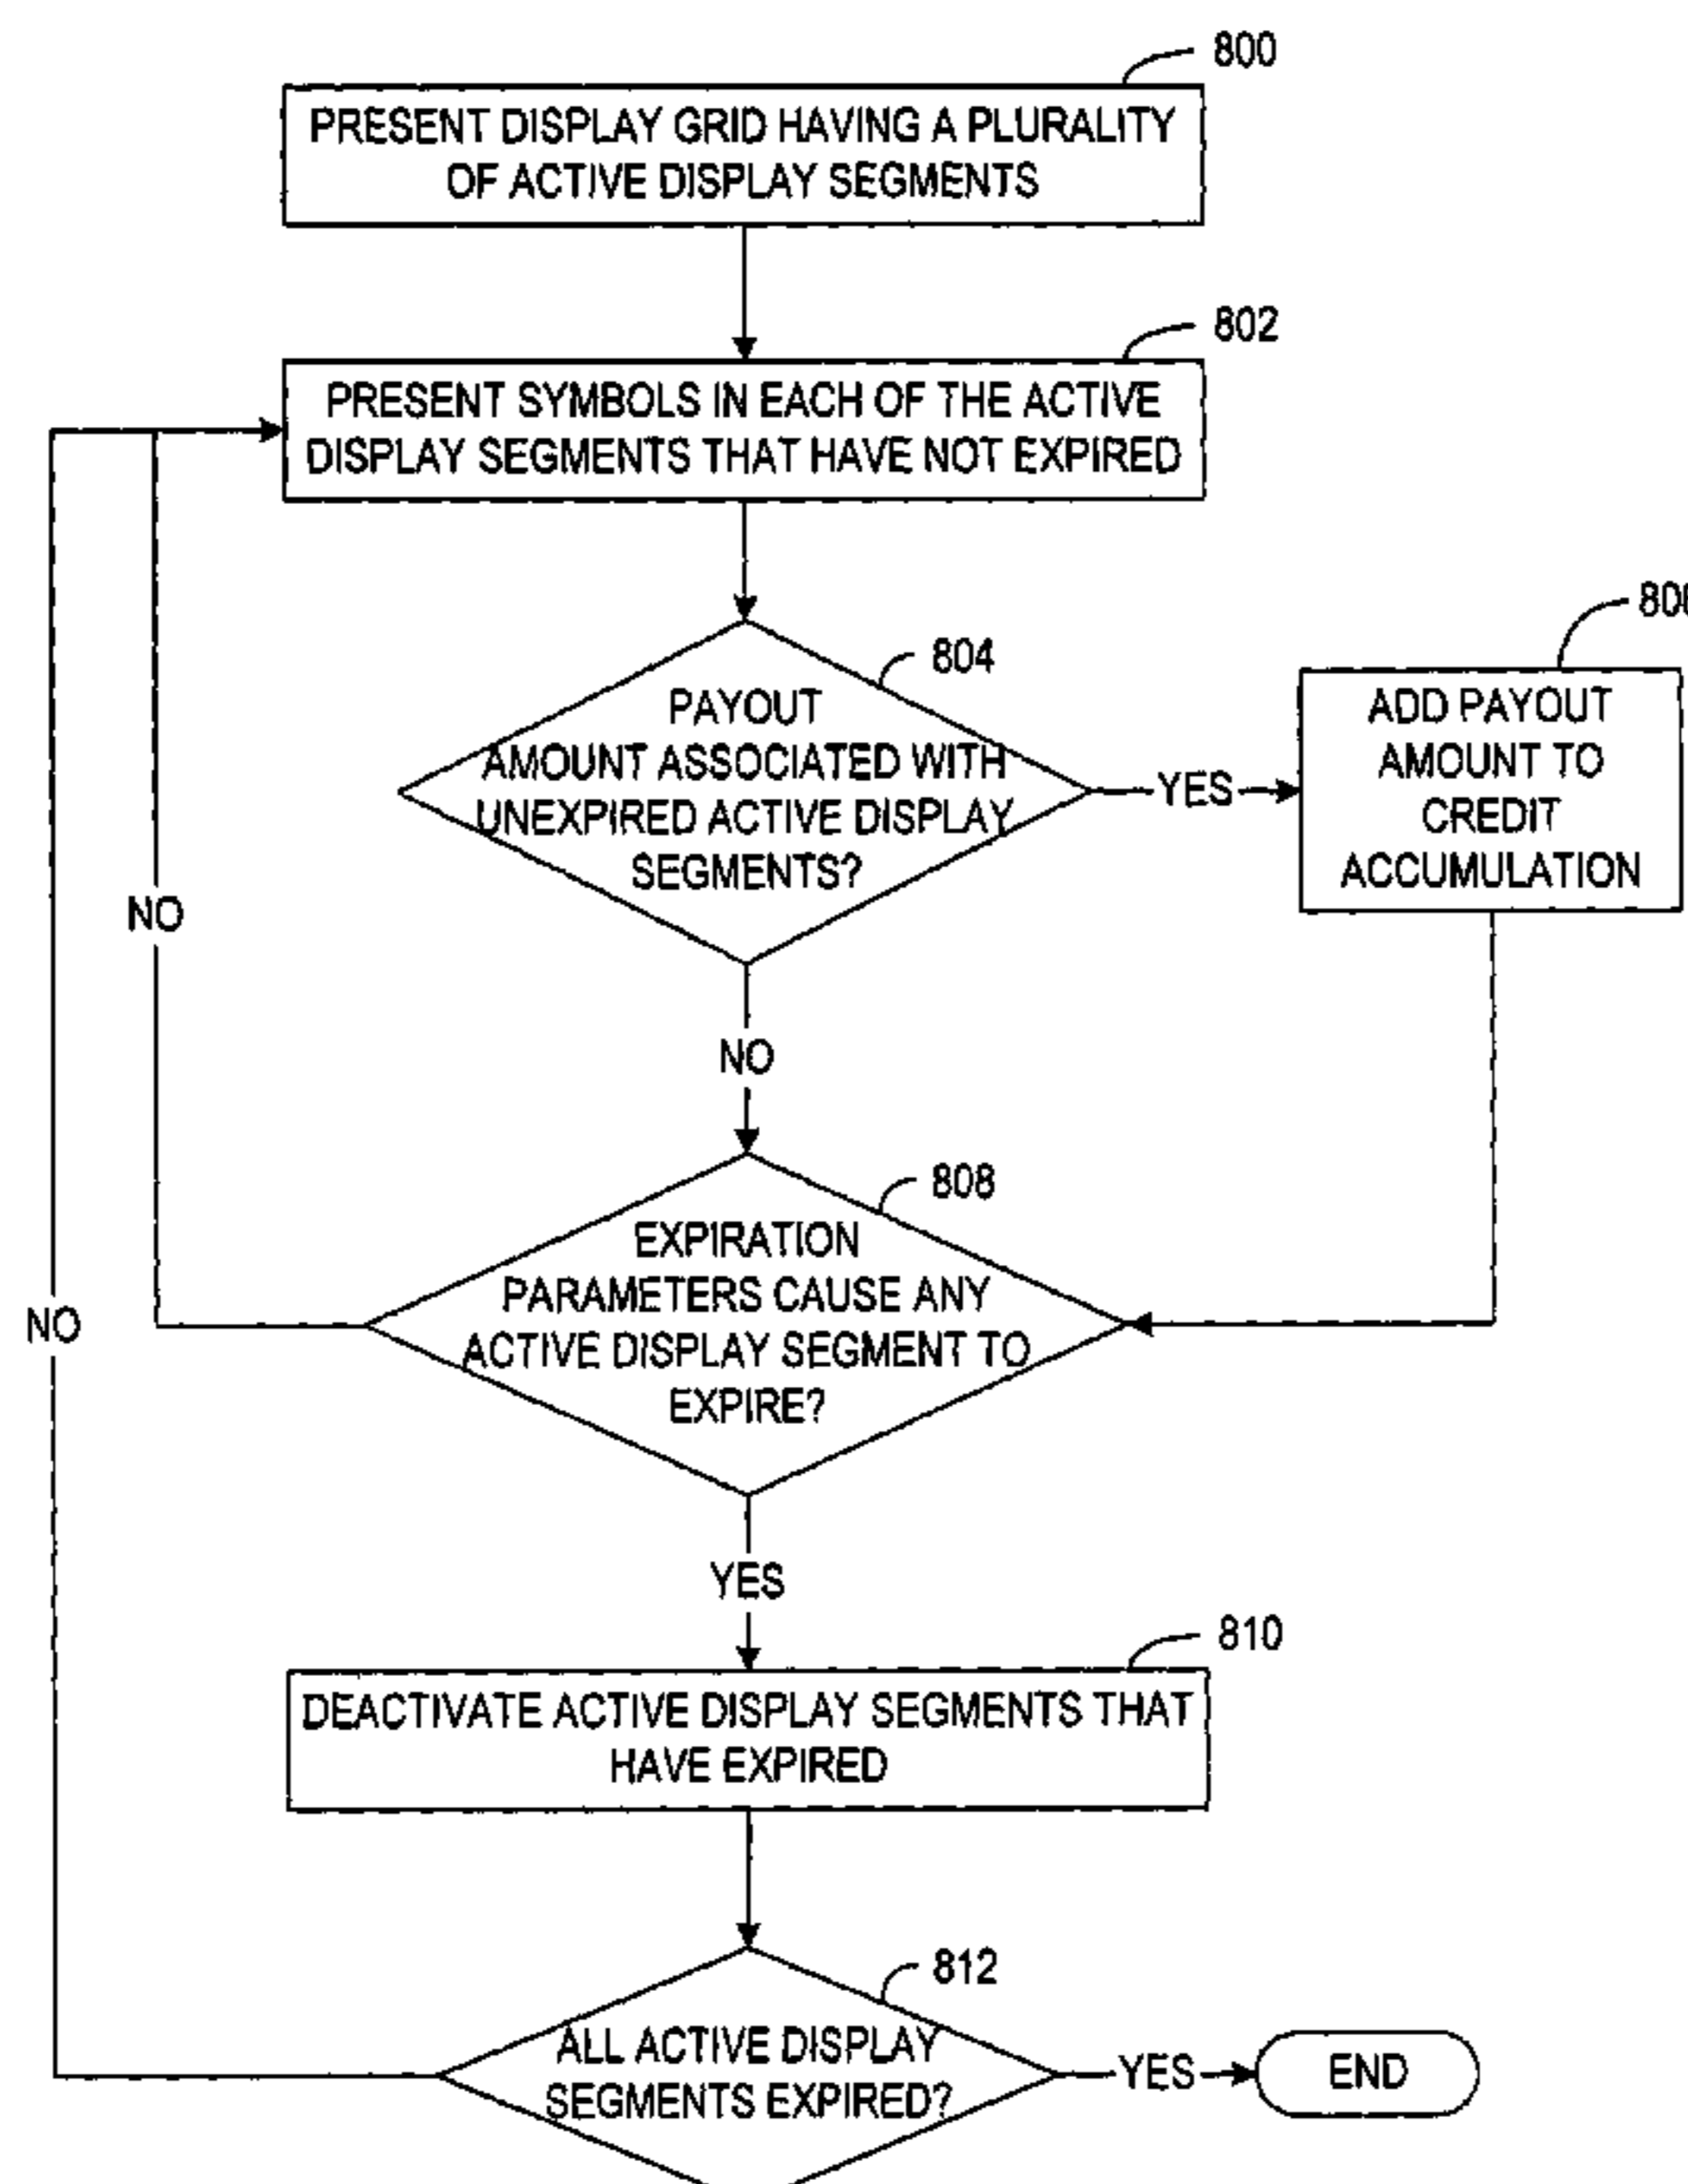 800
PRESENT DISPLAY GRID HAVING A PLURALITY
OF ACTIVE DISPLAY SEGMENTS
802
PRESENT SYMBOLS IN EACH OF THE ACTIVE
DISPLAY SEGMENTS THAT HAVE NOT EXPIRED
804
PAYOUT
AMOUNT ASSOCIATED WITH
UNEXPIRED ACTIVE DISPLAY
SEGMENTS?
YES
ADD PAYOUT
AMOUNT TO
CREDIT
ACCUMULATION
NO
NO
808
EXPIRATION
PARAMETERS CAUSE ANY
ACTIVE DISPLAY SEGMENT TO
EXPIRE?
NO
YES
810
DEACTIVATE ACTIVE DISPLAY SEGMENTS THAT
HAVE EXPIRED
812
ALL ACTIVE DISPLAY
SEGMENTS EXPIRED?
YES
END